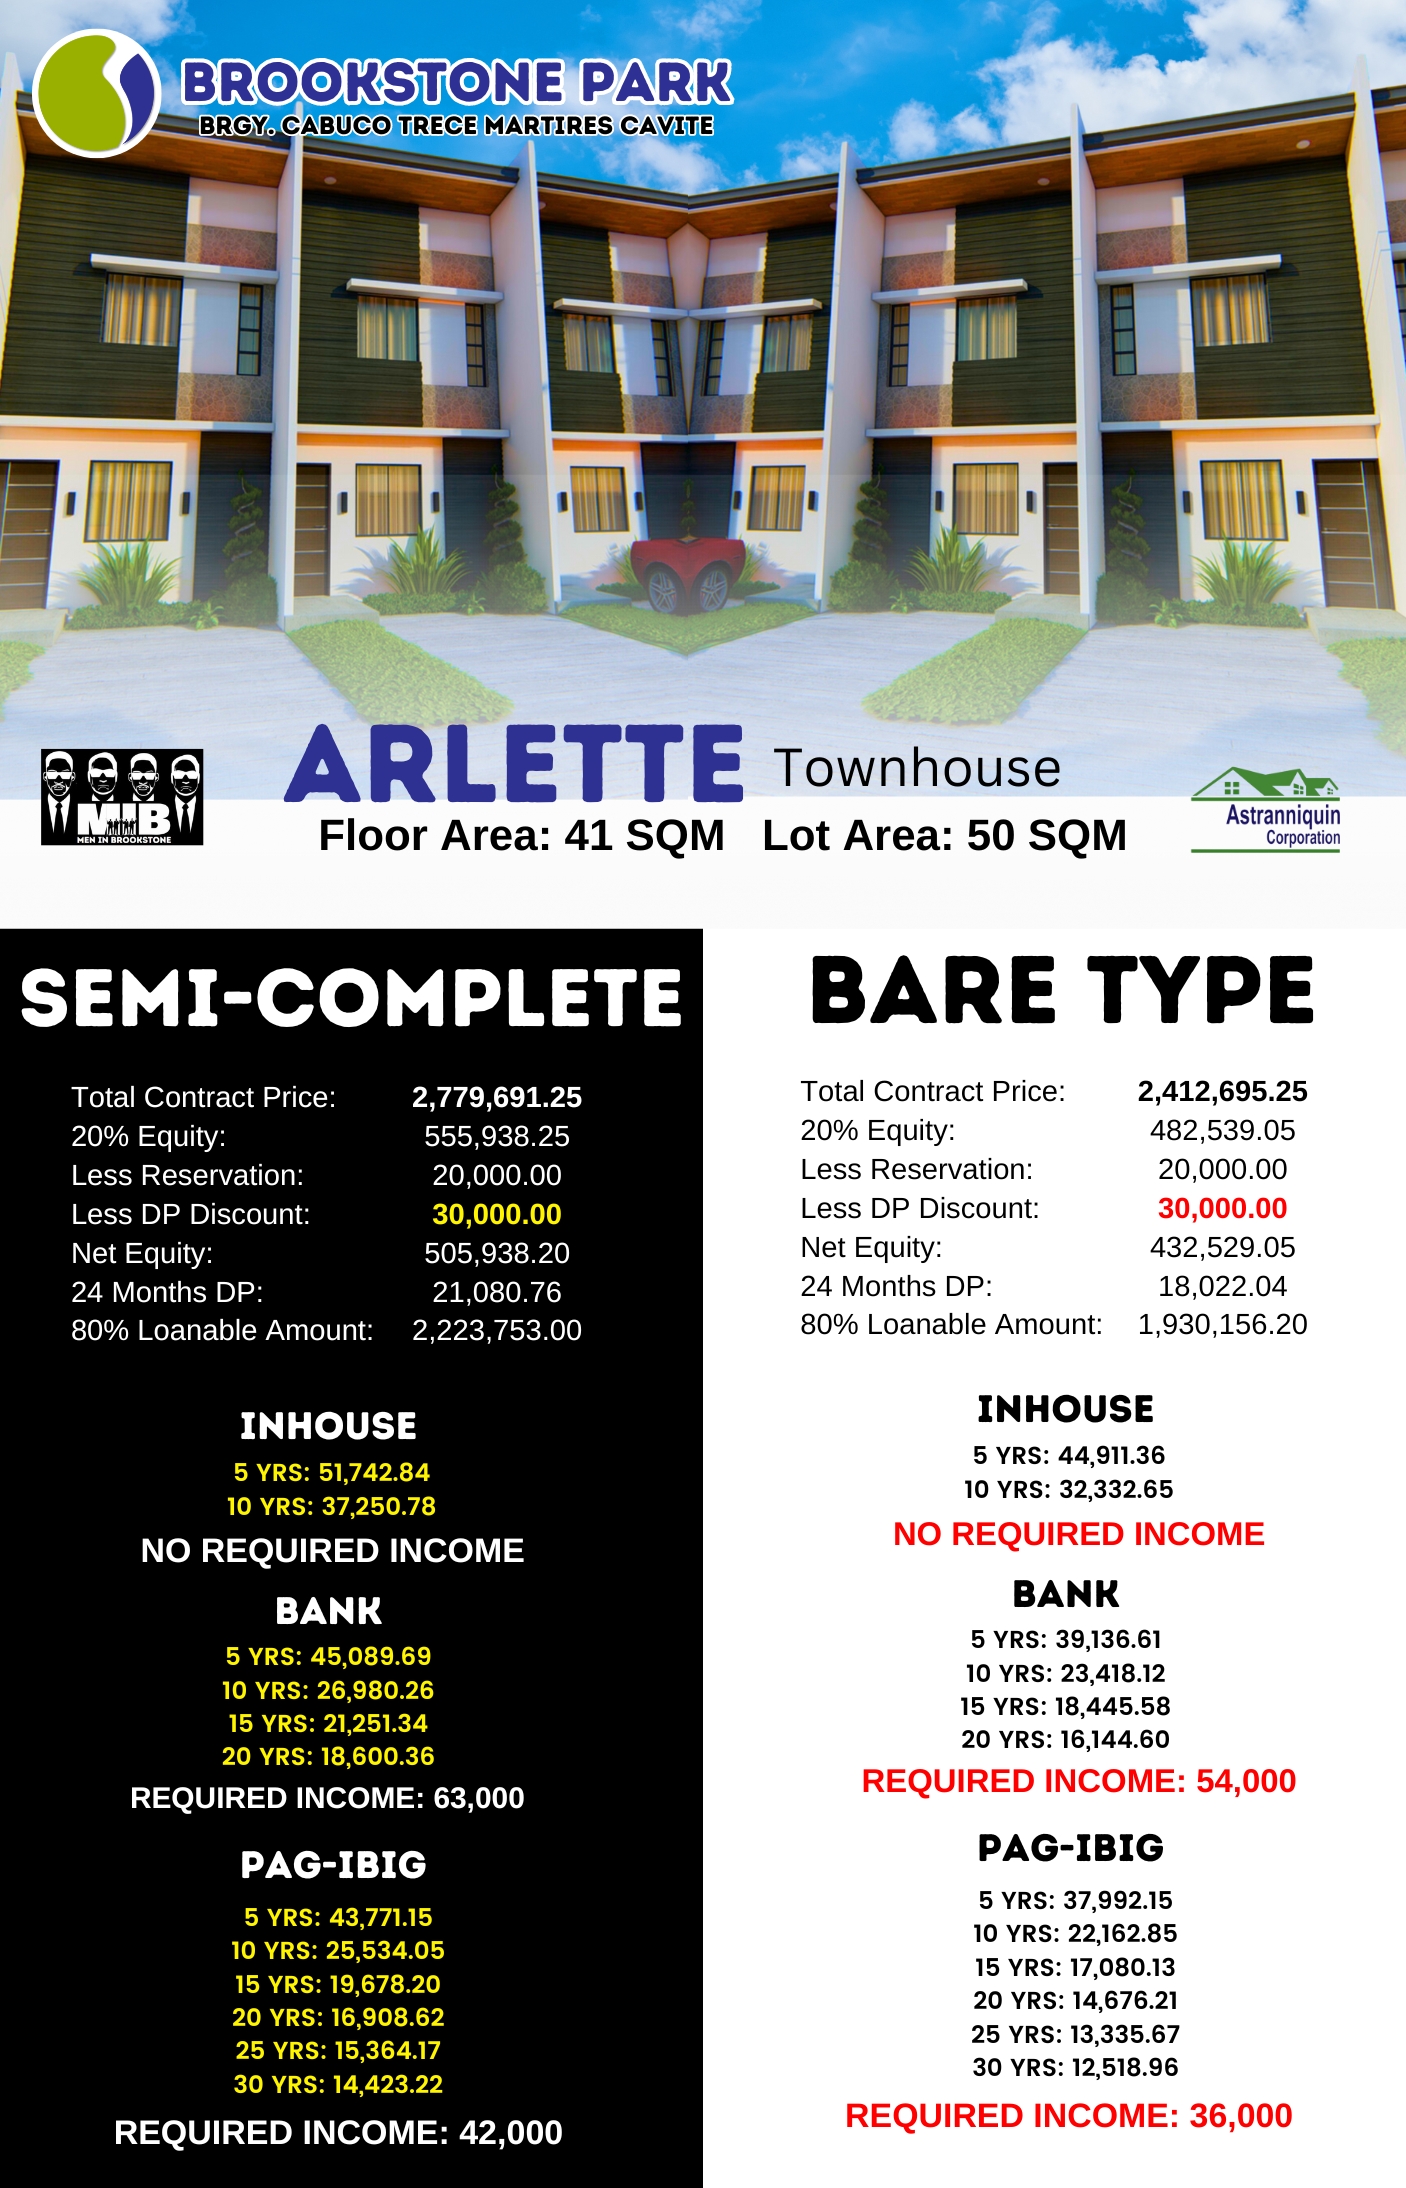 BROOKSTONE PARK
BRGY. CABUCO TRECE MARTIRES CAVITE
ARLETTE Townhouse
Floor Area: 41 SQM Lot Area: 50 SQM
MIB
MEN IN BROOKSTONE
Astranniquin
Corporation
SEMI-COMPLETE
Total Contract Price: 2,779,691.25
20% Equity: 555,938.25
Less Reservation: 20,000.00
Less DP Discount: 30,000.00
Net Equity: 505,938.20
24 Months DP: 21,080.76
80% Loanable Amount: 2,223,753.00
INHOUSE
5 YRS: 51,742.84
10 YRS: 37,250.78
NO REQUIRED INCOME
BANK
5 YRS: 45,089.69
10 YRS: 26,980.26
15 YRS: 21,251.34
20 YRS: 18,600.36
REQUIRED INCOME: 63,000
PAG-IBIG
5 YRS: 43,771.15
10 YRS: 25,534.05
15 YRS: 19,678.20
20 YRS: 16,908.62
25 YRS: 15,364.17
30 YRS: 14,423.22
REQUIRED INCOME: 42,000
BARE TYPE
Total Contract Price: 2,412,695.25
20% Equity: 482,539.05
Less Reservation: 20,000.00
Less DP Discount: 30,000.00
Net Equity: 432,529.05
24 Months DP: 18,022.04
80% Loanable Amount: 1,930,156.20
INHOUSE
5 YRS: 44,911.36
10 YRS: 32,332.65
NO REQUIRED INCOME
BANK
5 YRS: 39,136.61
10 YRS: 23,418.12
15 YRS: 18,445.58
20 YRS: 16,144.60
REQUIRED INCOME: 54,000
PAG-IBIG
5 YRS: 37,992.15
10 YRS: 22,162.85
15 YRS: 17,080.13
20 YRS: 14,676.21
25 YRS: 13,335.67
30 YRS: 12,518.96
REQUIRED INCOME: 36,000